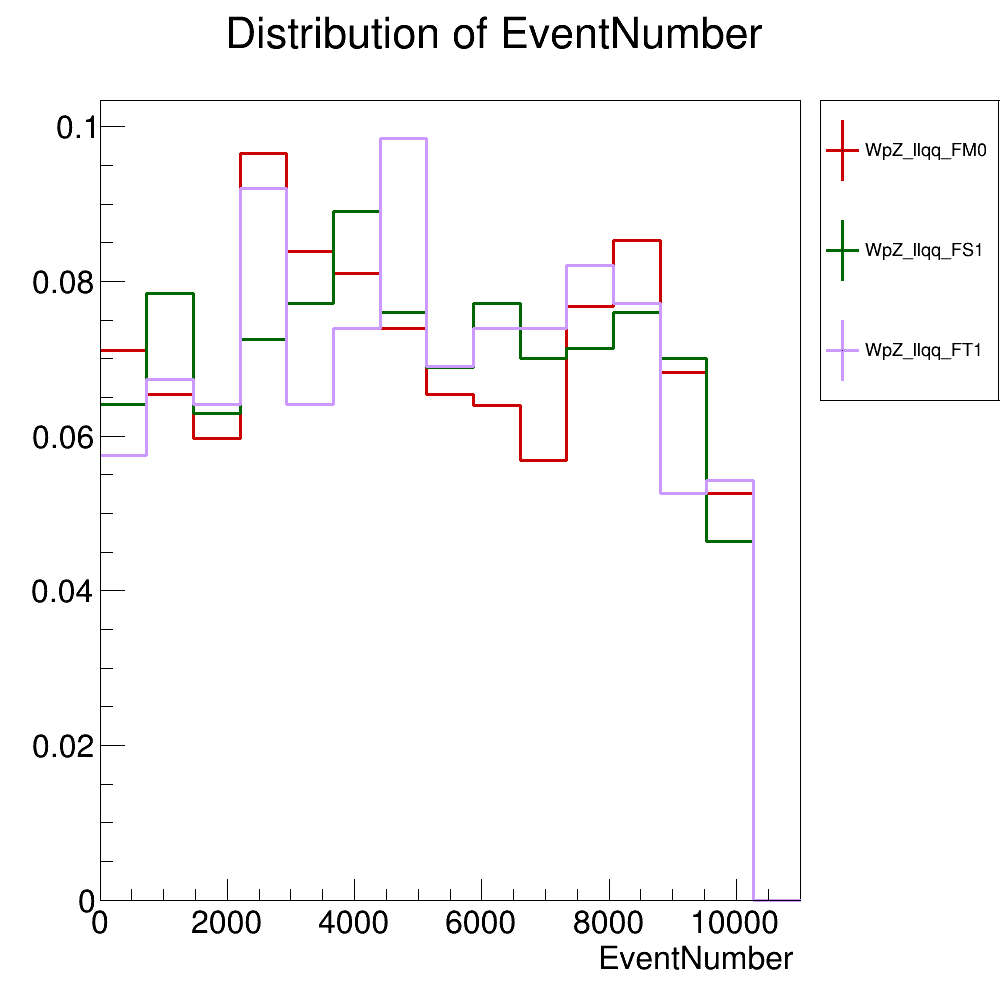 Distribution of EventNumber
0.1
0.08
0.06
0.04
0.02
0
0 2000 4000 6000 8000 10000
EventNumber
WpZ_llqq_FM0
WpZ_llqq_FS1
WpZ_llqq_FT1